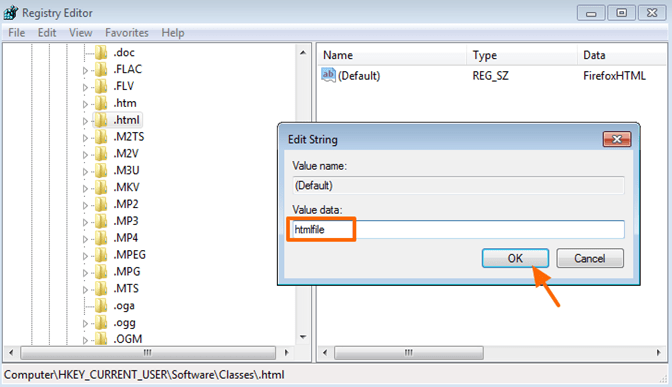 Registry Editor
File Edit View Favorites Help
.doc
.FLAC
.FLV
.htm
.html
.M2TS
.M2V
.M3U
.MKV
.MP2
.MP3
.MP4
.MPEG
.MPG
.MTS
.oga
.ogg
.OGM
Name Type Data
ab (Default) REG_SZ FirefoxHTML
Edit String
Value name:
(Default)
Value data:
htmlfile
OK Cancel
Computer\HKEY_CURRENT_USER\Software\Classes\.html